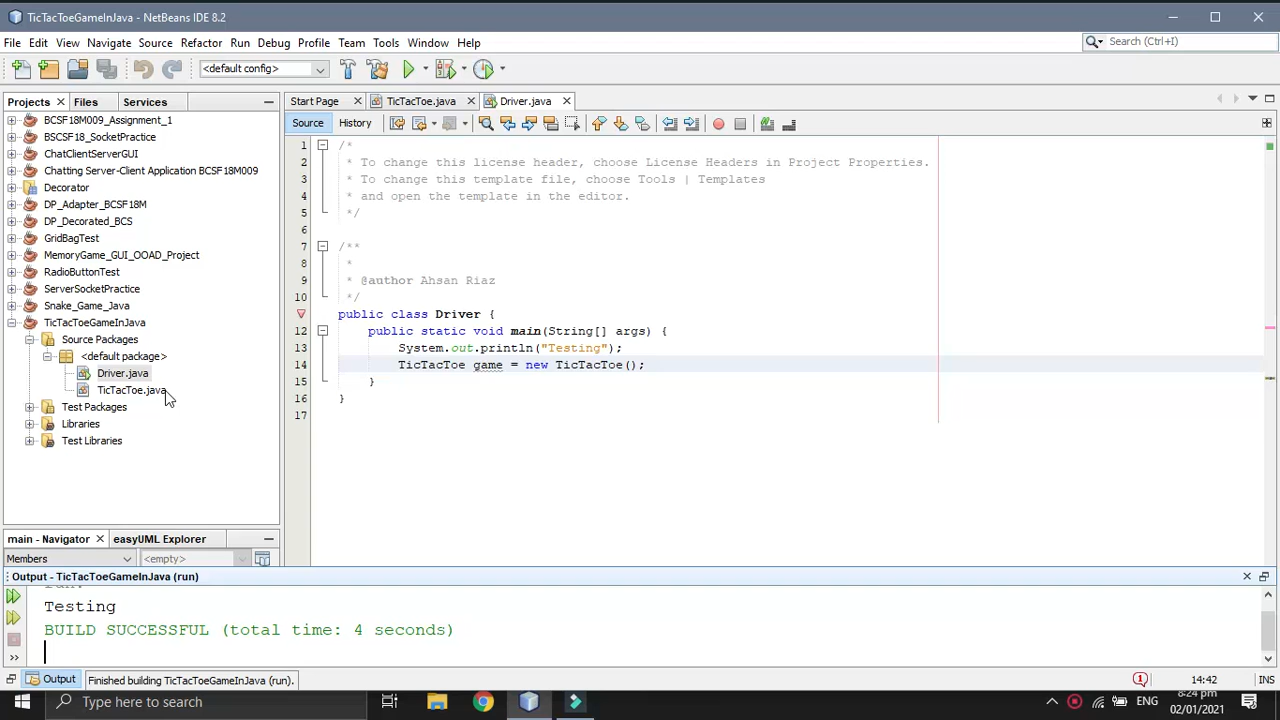 TicTacToeGameInJava - NetBeans IDE 8.2
File Edit View Navigate Source Refactor Run Debug Profile Team Tools Window Help
Search (Ctrl+I)
<default config>
Projects Files Services
Start Page TicTacToe.java Driver.java
Source History
BCSF18M009_Assignment_1
BSCSF18_SocketPractice
ChatClientServerGUI
Chatting Server-Client Application BCSF18M009
Decorator
DP_Adapter_BCSF18M
DP_Decorated_BCS
GridBagTest
MemoryGame_GUI_OOAD_Project
RadioButtonTest
ServerSocketPractice
Snake_Game_Java
TicTacToeGameInJava
Source Packages
<default package>
Driver.java
TicTacToe.java
Test Packages
Libraries
Test Libraries
1 /*
2 * To change this license header, choose License Headers in Project Properties.
3 * To change this template file, choose Tools | Templates
4 * and open the template in the editor.
5 */
6
7 /**
8 *
9 * @author Ahsan Riaz
10 */
public class Driver {
12 public static void main(String[] args) {
13 System.out.println("Testing");
14 TicTacToe game = new TicTacToe();
15 }
16 }
17
main - Navigator easyUML Explorer
Members <empty>
Output - TicTacToeGameInJava (run)
run:
Testing
BUILD SUCCESSFUL (total time: 4 seconds)
Output Finished building TicTacToeGameInJava (run). 1 14:42 INS
Type here to search
ENG
8:24 pm
02/01/2021